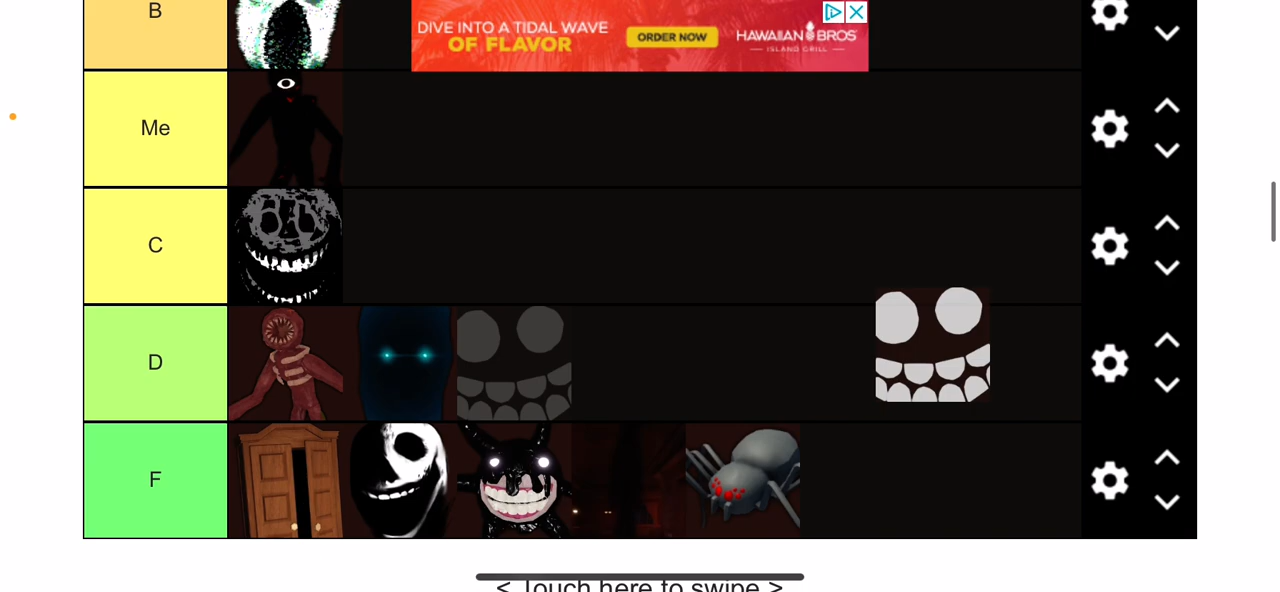 B
DIVE INTO A TIDAL WAVE
OF FLAVOR
ORDER NOW
HAWAIIAN BROS
ISLAND GRILL
Me
C
D
F
< Touch here to swipe >